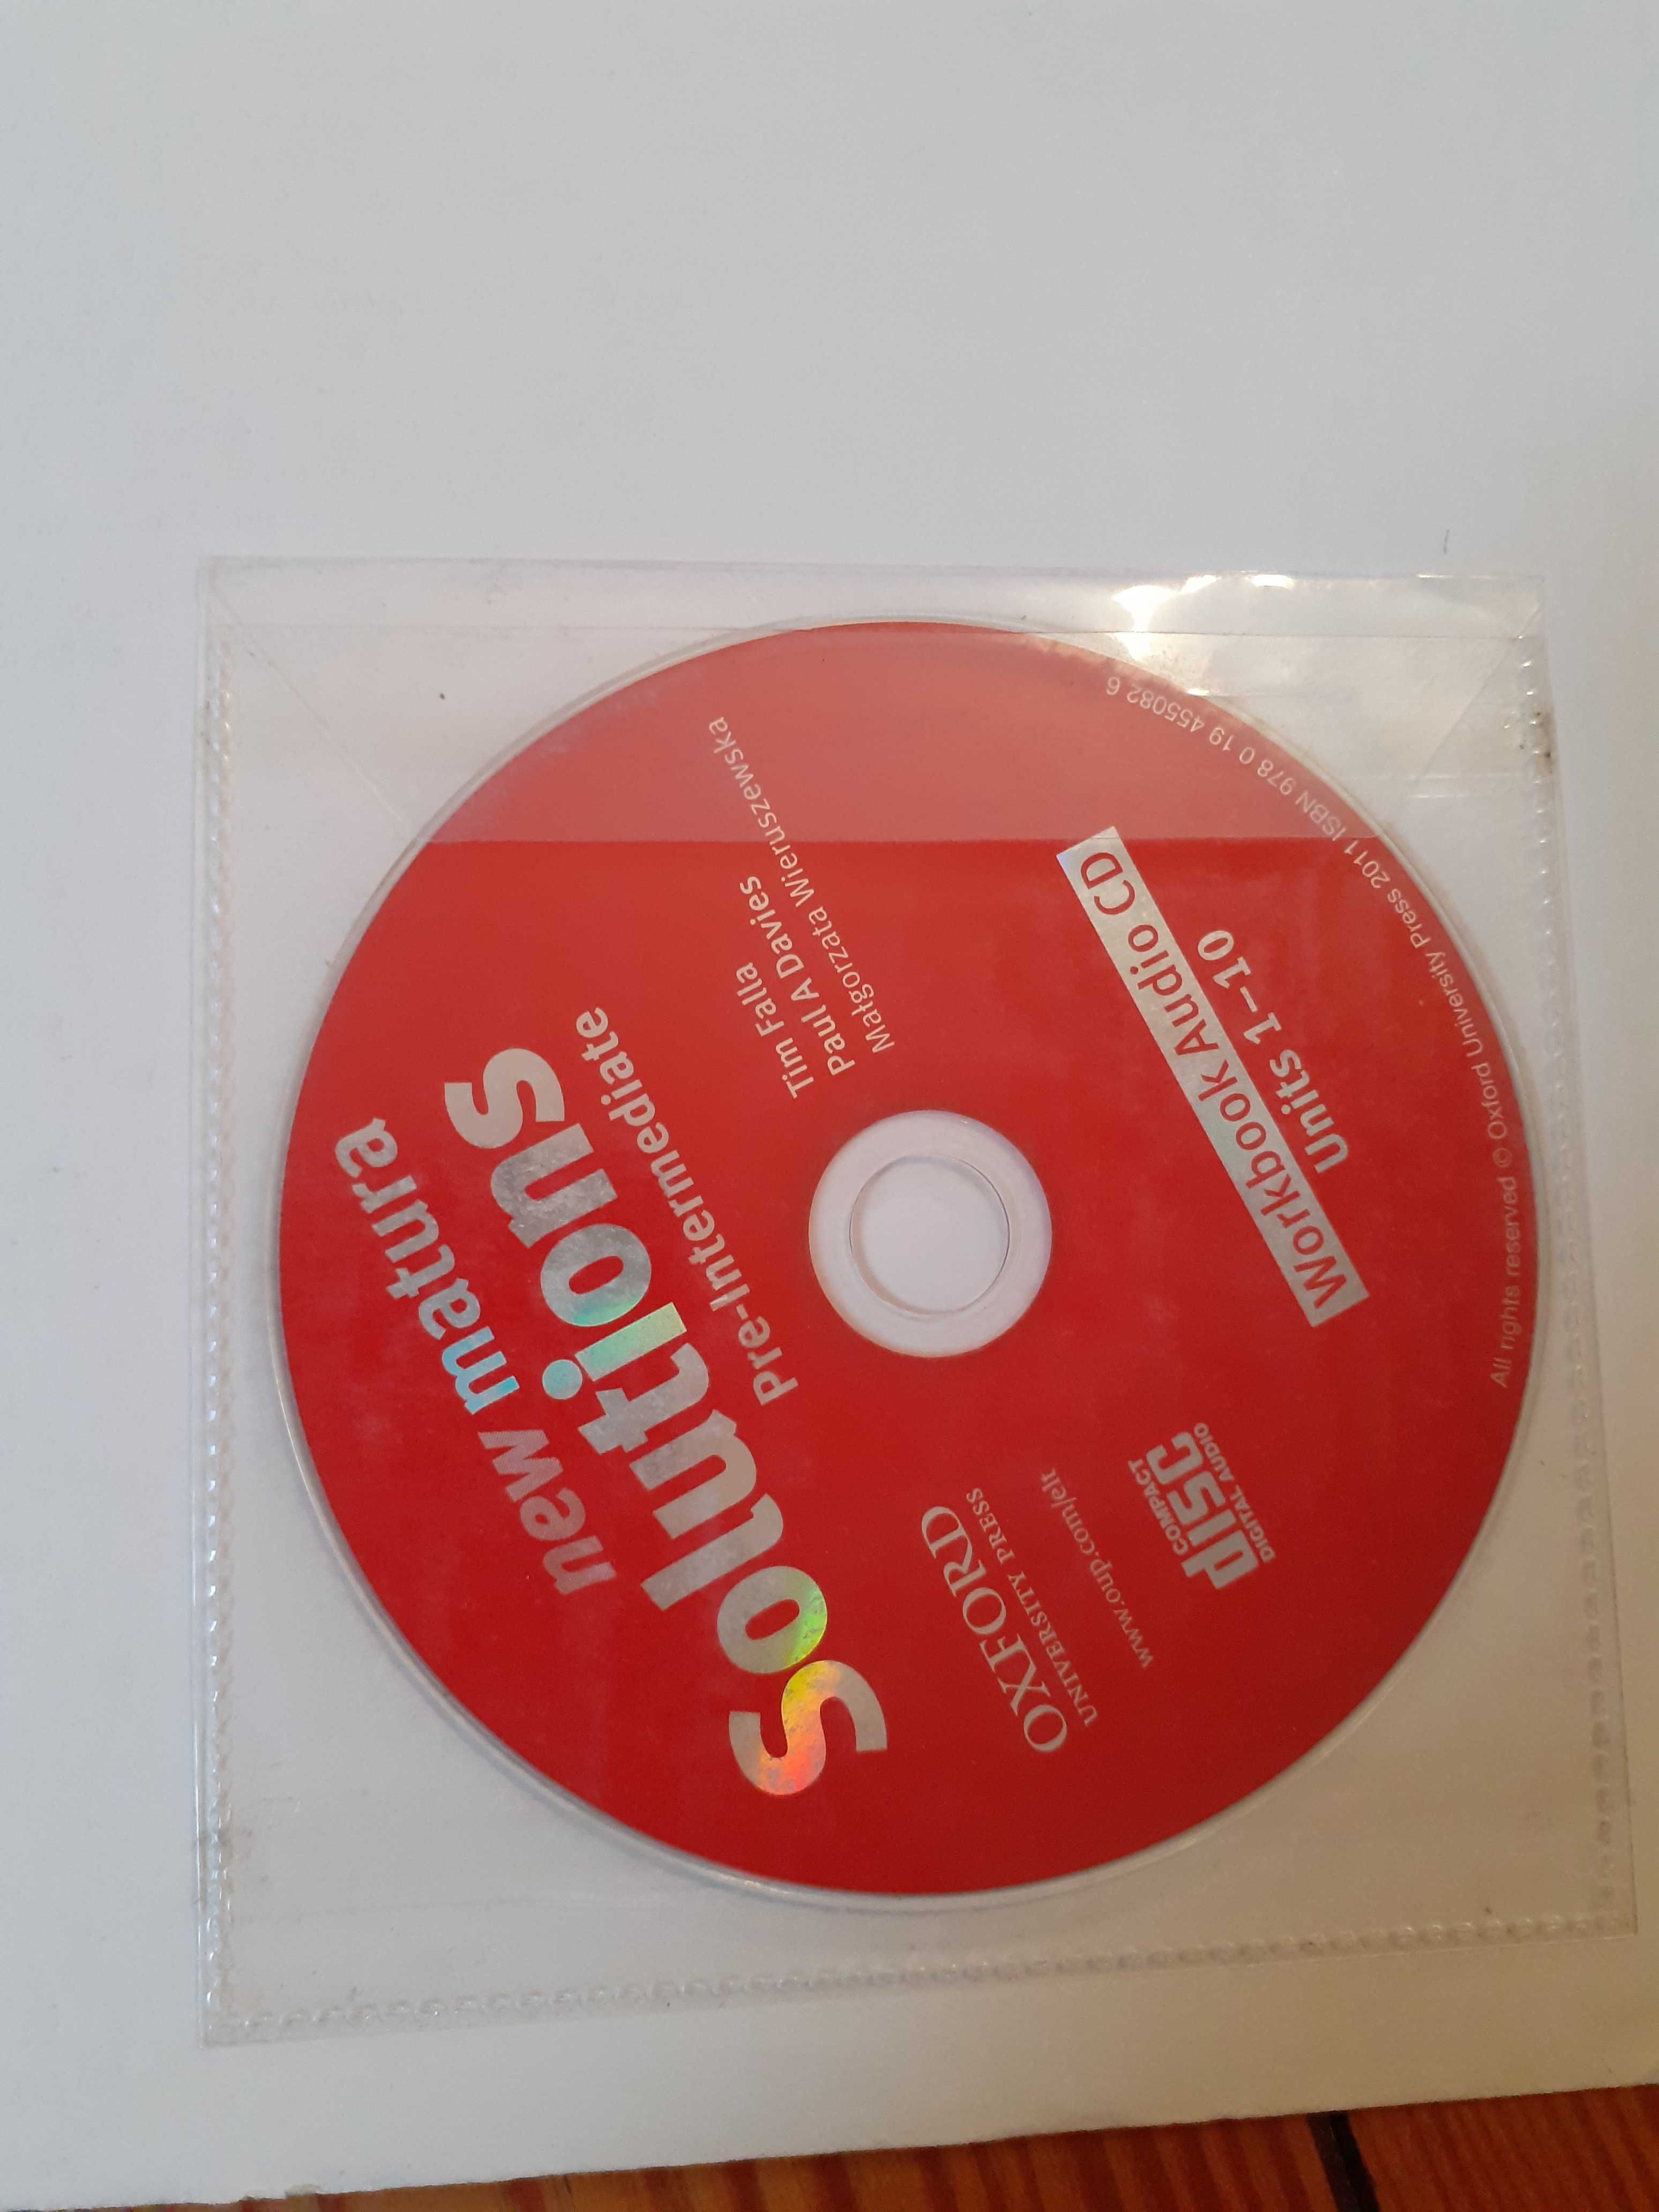 new matura
solutions
Pre-Intermediate
Tim Falla
Paul A Davies
Małgorzata Wieruszewska
OXFORD
UNIVERSITY PRESS
www.oup.com/elt
COMPACT
disc
DIGITAL AUDIO
Workbook Audio CD
Units 1–10
All rights reserved © Oxford University Press 2011 ISBN 978 0 19 455082 6